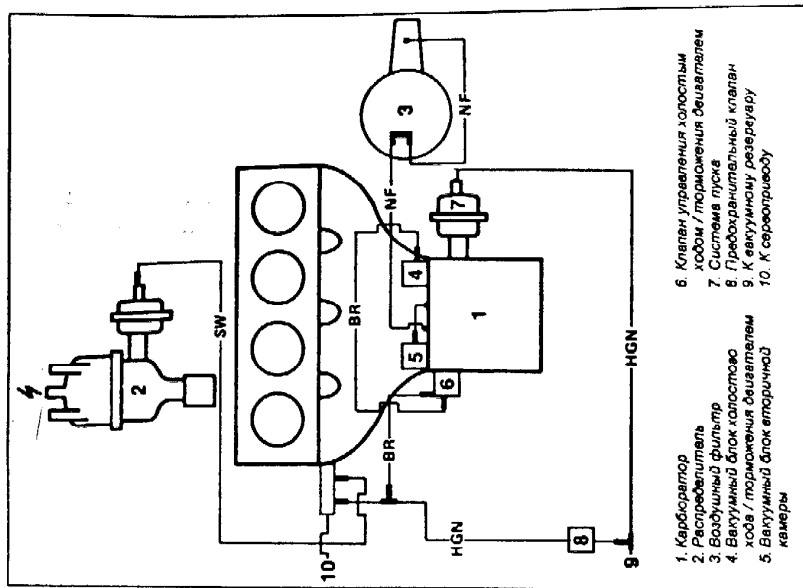 2
SW
3
NF
NF
BR
4
5
6
7
1
BR
10
HGN
8
9
HGN
1. Карбюратор
2. Распределитель
3. Воздушный фильтр
4. Вакуумный блок холостого
хода / торможения двигателем
5. Вакуумный блок вторичной
камеры
6. Клапан управления холостым
ходом / торможения двигателем
7. Система пуска
8. Предохранительный клапан
9. К вакуумному резервуару
10. К сервоприводу